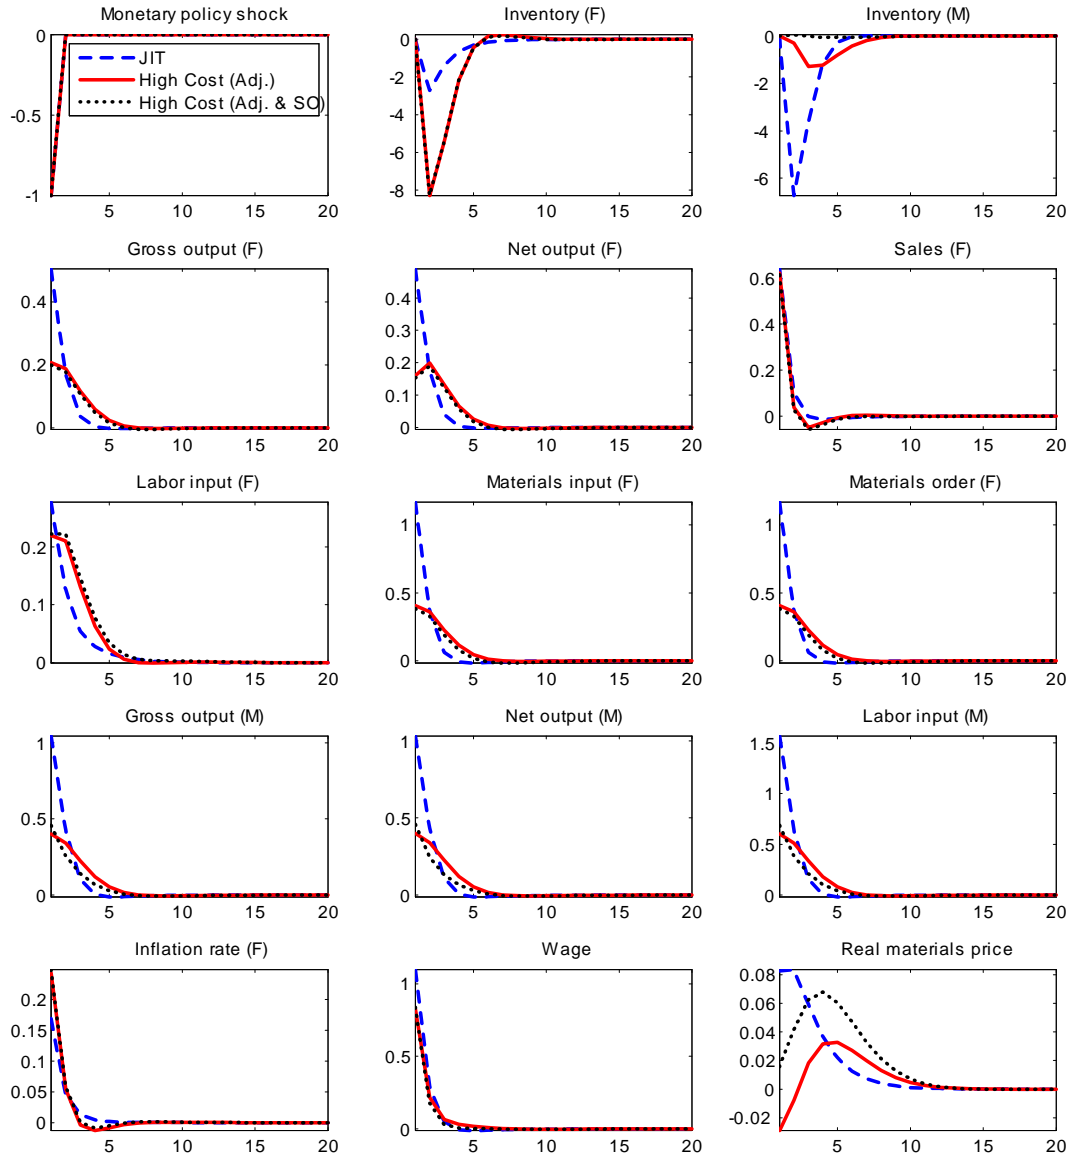 Monetary policy shock
Inventory (F)
Inventory (M)
0
-0.5
-1
JIT
High Cost (Adj.)
High Cost (Adj. & SO)
5 10 15 20
0
-2
-4
-6
-8
5 10 15 20
0
-2
-4
-6
5 10 15 20
Gross output (F)
Net output (F)
Sales (F)
0.4
0.2
0
5 10 15 20
0.4
0.3
0.2
0.1
0
5 10 15 20
0.6
0.4
0.2
0
5 10 15 20
Labor input (F)
Materials input (F)
Materials order (F)
0.2
0.1
0
5 10 15 20
1
0.5
0
5 10 15 20
1
0.5
0
5 10 15 20
Gross output (M)
Net output (M)
Labor input (M)
1
0.5
0
5 10 15 20
1
0.5
0
5 10 15 20
1.5
1
0.5
0
5 10 15 20
Inflation rate (F)
Wage
Real materials price
0.2
0.15
0.1
0.05
0
5 10 15 20
1
0.5
0
5 10 15 20
0.08
0.06
0.04
0.02
0
-0.02
5 10 15 20